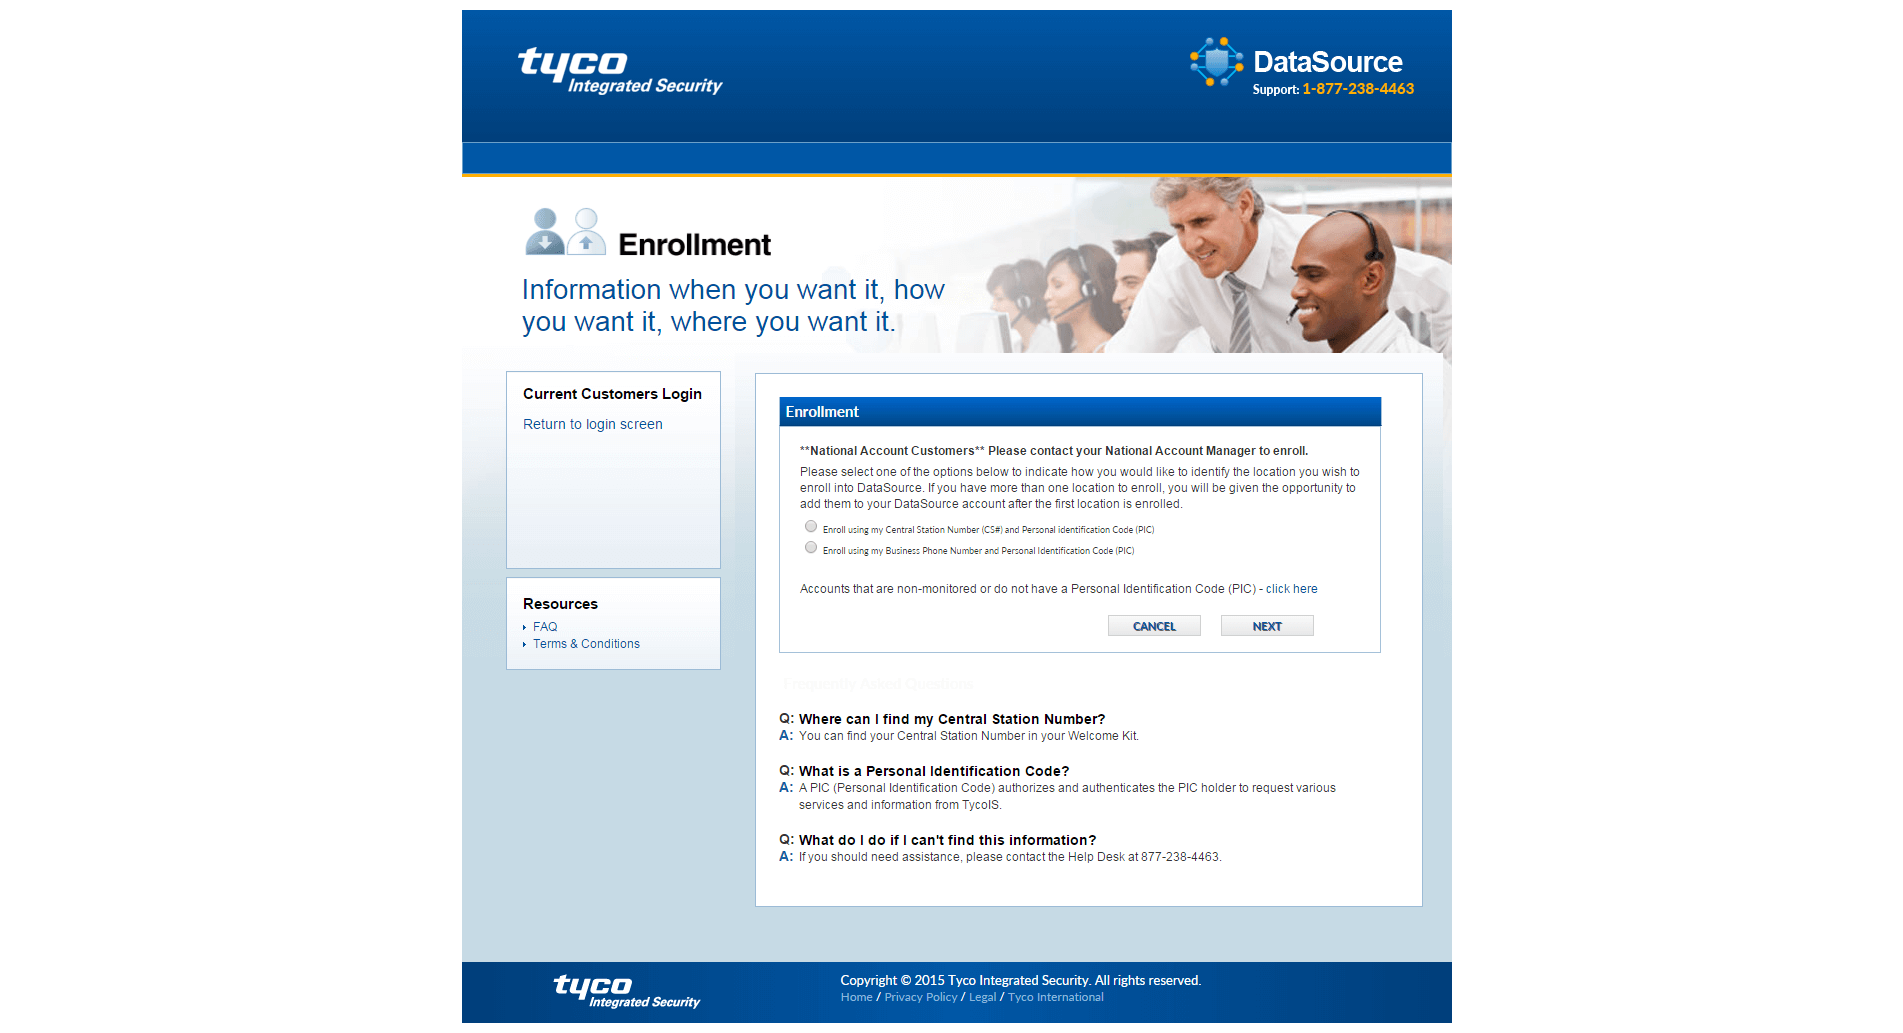 tyco
Integrated Security
DataSource
Support: 1-877-238-4463
Enrollment
Information when you want it, how
you want it, where you want it.
Current Customers Login
Return to login screen
Resources
FAQ
Terms & Conditions
Enrollment
**National Account Customers** Please contact your National Account Manager to enroll.
Please select one of the options below to indicate how you would like to identify the location you wish to
enroll into DataSource. If you have more than one location to enroll, you will be given the opportunity to
add them to your DataSource account after the first location is enrolled.
Enroll using my Central Station Number (CS#) and Personal identification Code (PIC)
Enroll using my Business Phone Number and Personal Identification Code (PIC)
Accounts that are non-monitored or do not have a Personal Identification Code (PIC) - click here
CANCEL NEXT
Frequently Asked Questions
Q: Where can I find my Central Station Number?
A: You can find your Central Station Number in your Welcome Kit.
Q: What is a Personal Identification Code?
A: A PIC (Personal Identification Code) authorizes and authenticates the PIC holder to request various
services and information from TycoIS.
Q: What do I do if I can't find this information?
A: If you should need assistance, please contact the Help Desk at 877-238-4463.
tyco
Integrated Security
Copyright © 2015 Tyco Integrated Security. All rights reserved.
Home / Privacy Policy / Legal / Tyco International